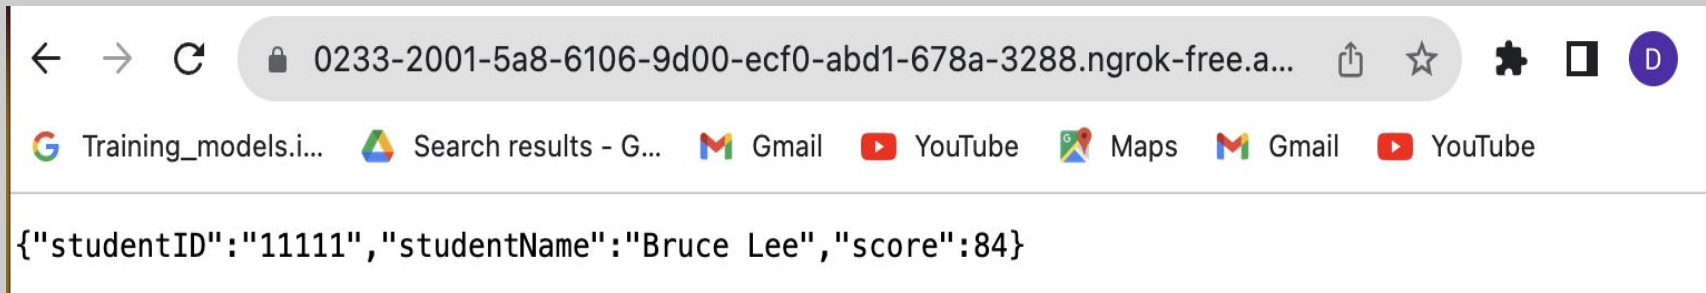 0233-2001-5a8-6106-9d00-ecf0-abd1-678a-3288.ngrok-free.a...
D
Training_models.i... Search results - G... Gmail YouTube Maps Gmail YouTube
{"studentID":"11111","studentName":"Bruce Lee","score":84}